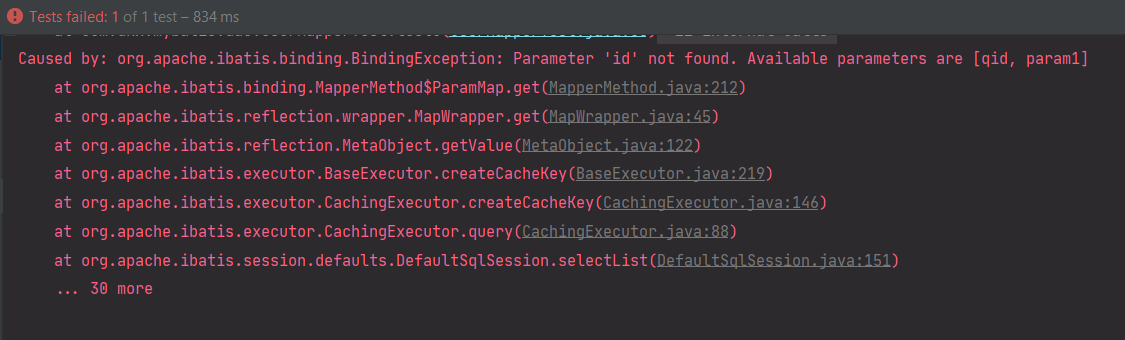 Tests failed: 1 of 1 test – 834 ms
Caused by: org.apache.ibatis.binding.BindingException: Parameter 'id' not found. Available parameters are [qid, param1]
at org.apache.ibatis.binding.MapperMethod$ParamMap.get(MapperMethod.java:212)
at org.apache.ibatis.reflection.wrapper.MapWrapper.get(MapWrapper.java:45)
at org.apache.ibatis.reflection.MetaObject.getValue(MetaObject.java:122)
at org.apache.ibatis.executor.BaseExecutor.createCacheKey(BaseExecutor.java:219)
at org.apache.ibatis.executor.CachingExecutor.createCacheKey(CachingExecutor.java:146)
at org.apache.ibatis.executor.CachingExecutor.query(CachingExecutor.java:88)
at org.apache.ibatis.session.defaults.DefaultSqlSession.selectList(DefaultSqlSession.java:151)
... 30 more